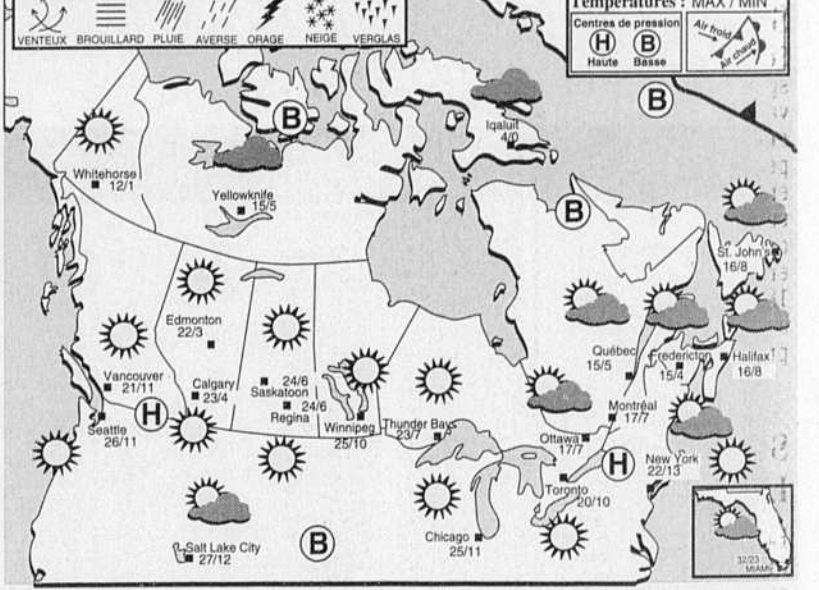 Températures : MAX / MIN
VENTEUX BROUILLARD PLUIE AVERSE ORAGE NEIGE VERGLAS
Centres de pression
H B
Haute Basse
Air froid
Air chaud
B
B
Iqaluit
4/0
Whitehorse
12/1
Yellowknife
15/5
B
St. John's
16/8
Edmonton
22/3
Québec
15/5
Fredericton
15/4
Halifax
16/8
Vancouver
21/11
Calgary
23/4
24/6
Saskatoon
24/6
Regina
Winnipeg
25/10
Thunder Bay
23/7
Montréal
17/7
H
Seattle
26/11
Ottawa
17/7
H
New York
22/13
Toronto
20/10
Chicago
25/11
B
Salt Lake City
27/12
32/23
MIAMI